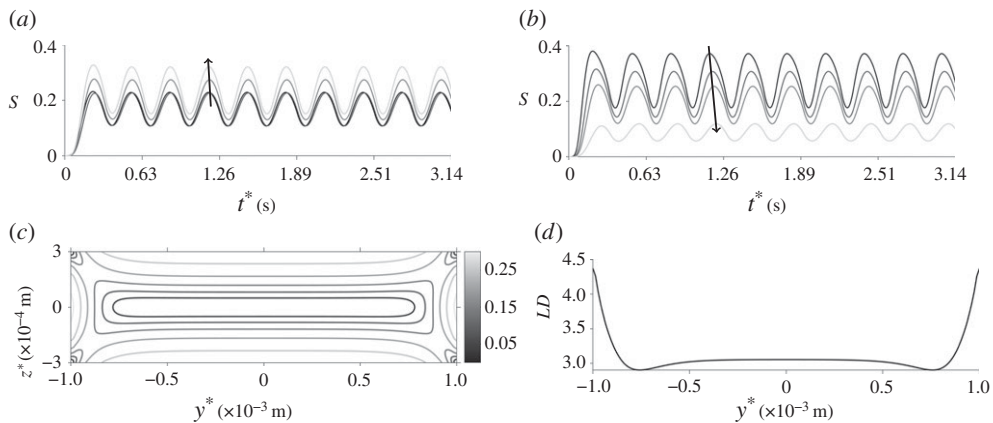 (a)
0.4
S 0.2
0
0 0.63 1.26 1.89 2.51 3.14
t* (s)
(b)
0.4
S 0.2
0
0 0.63 1.26 1.89 2.51 3.14
t* (s)
(c)
3
0
−3
z* (×10⁻⁴ m)
−1.0 −0.5 0 0.5 1.0
y* (×10⁻³ m)
0.25
0.15
0.05
(d)
4.5
4.0
3.5
3.0
LD
−1.0 −0.5 0 0.5 1.0
y* (×10⁻³ m)